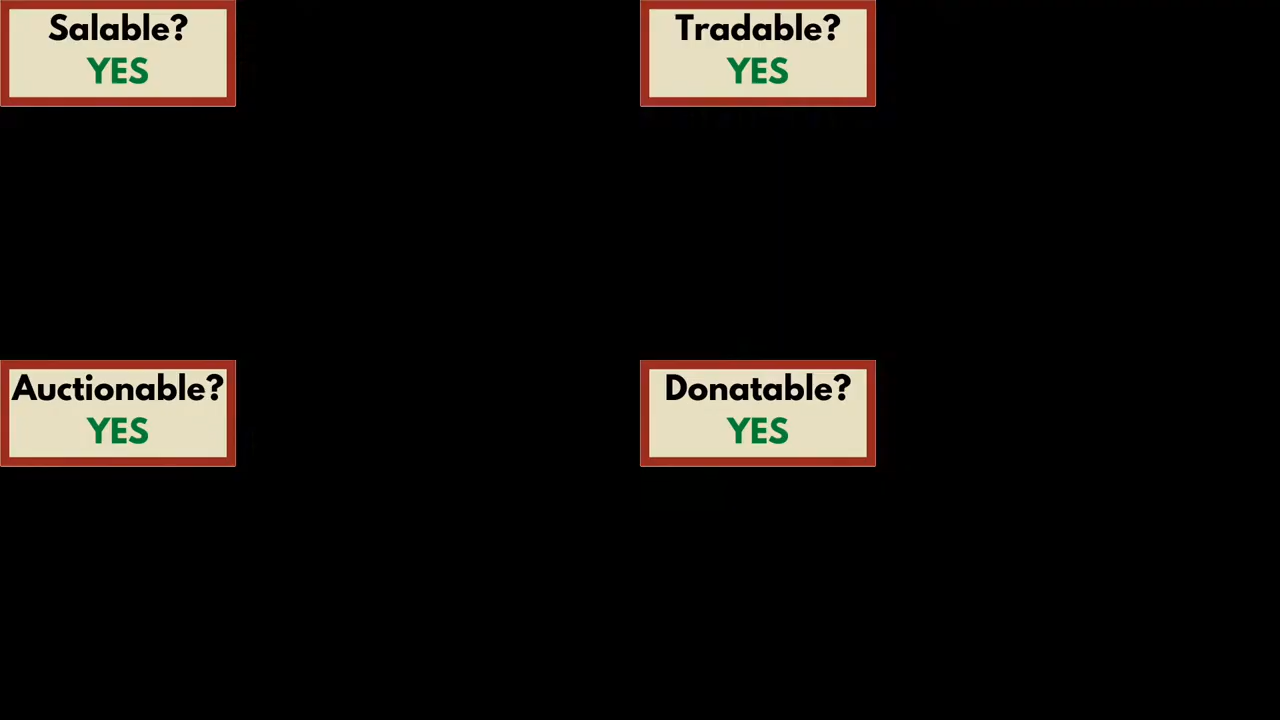 Salable?
YES
Tradable?
YES
Auctionable?
YES
Donatable?
YES